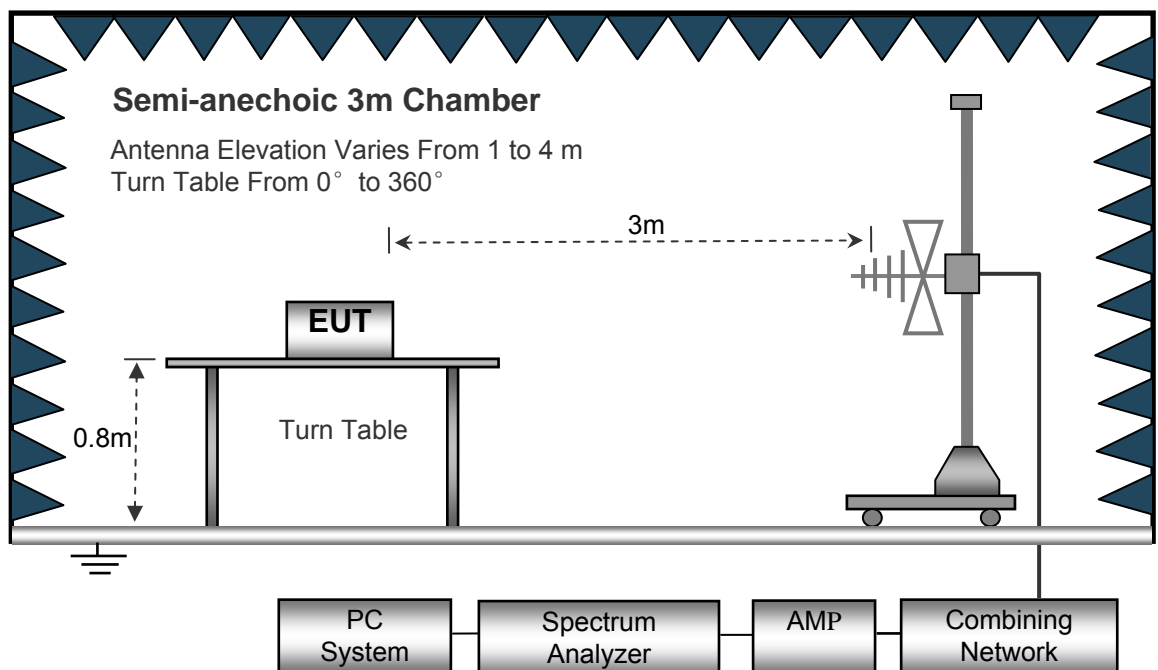 Semi-anechoic 3m Chamber
Antenna Elevation Varies From 1 to 4 m
Turn Table From 0° to 360°
3m
EUT
0.8m
Turn Table
PC
System
Spectrum
Analyzer
AMP
Combining
Network